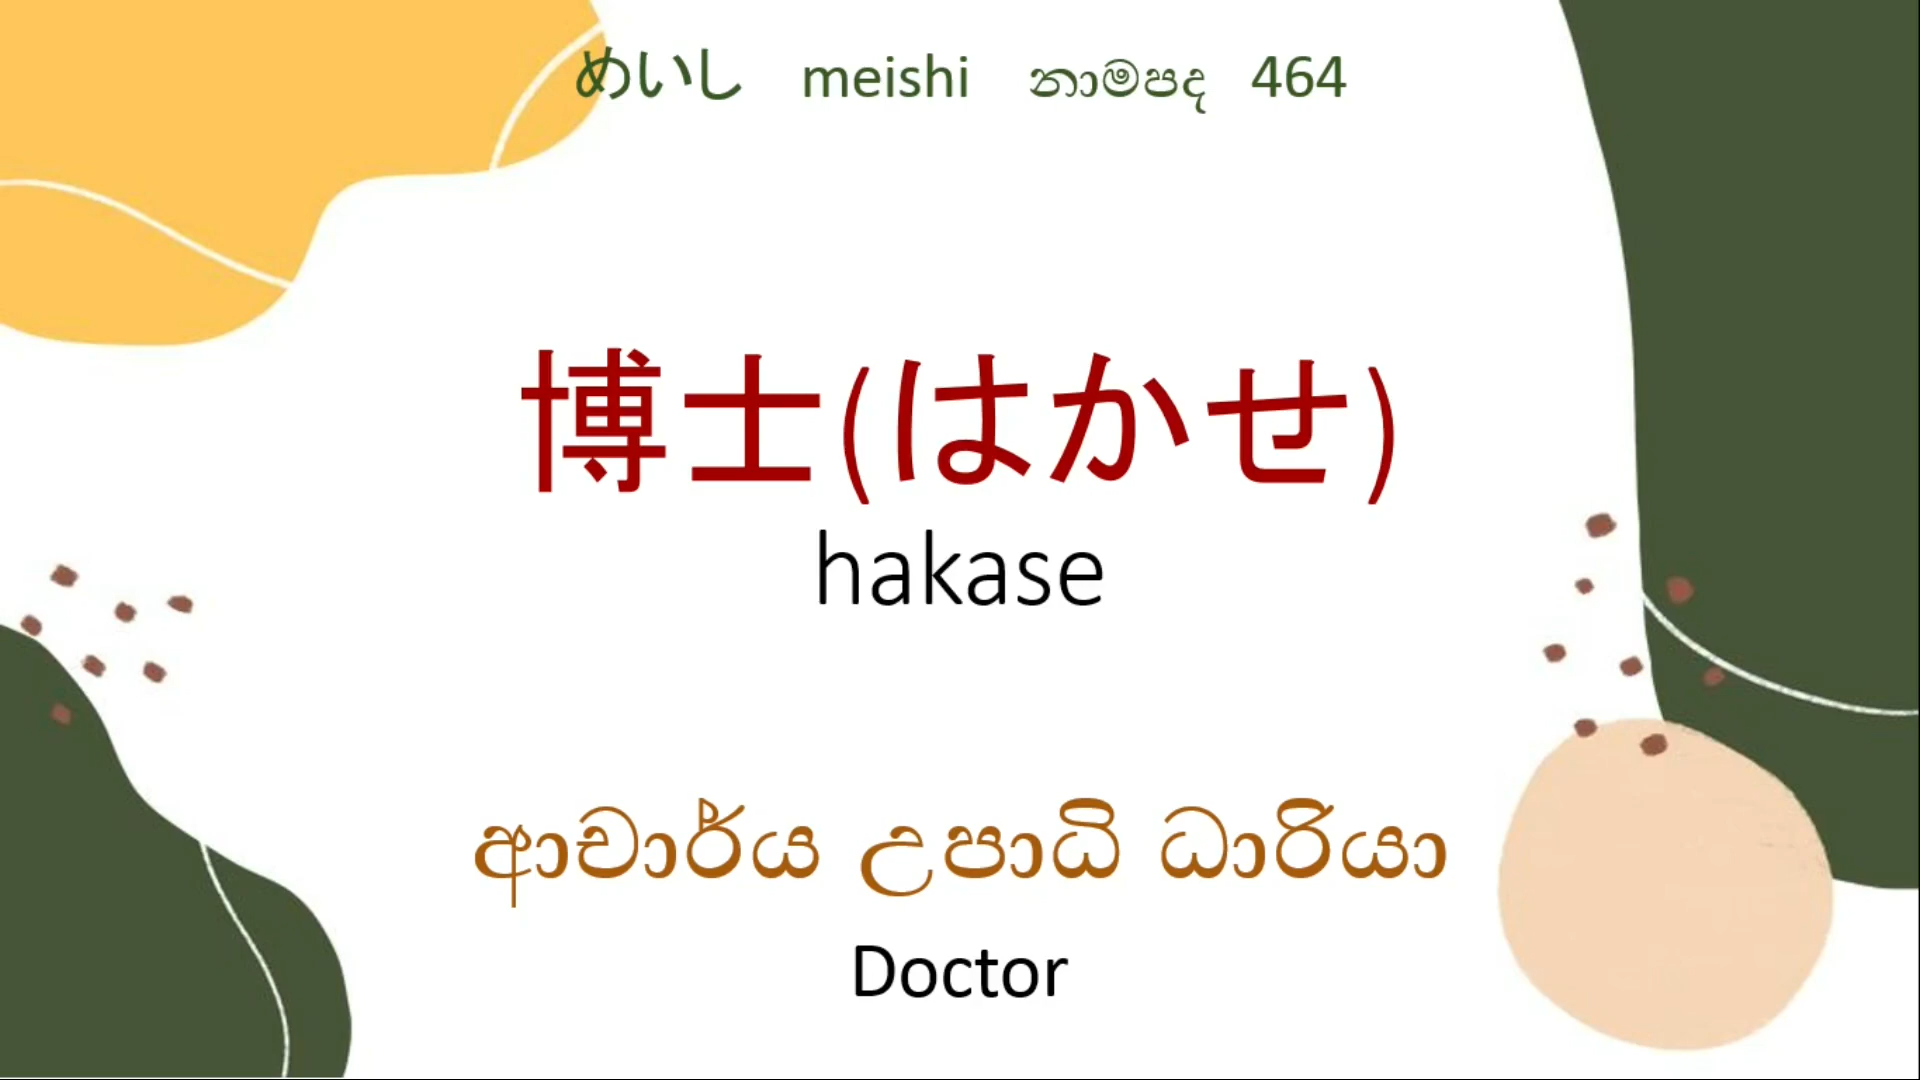 めいし meishi නාමපද 464
博士(はかせ)
hakase
ආචාර්ය උපාධි ධාරියා
Doctor